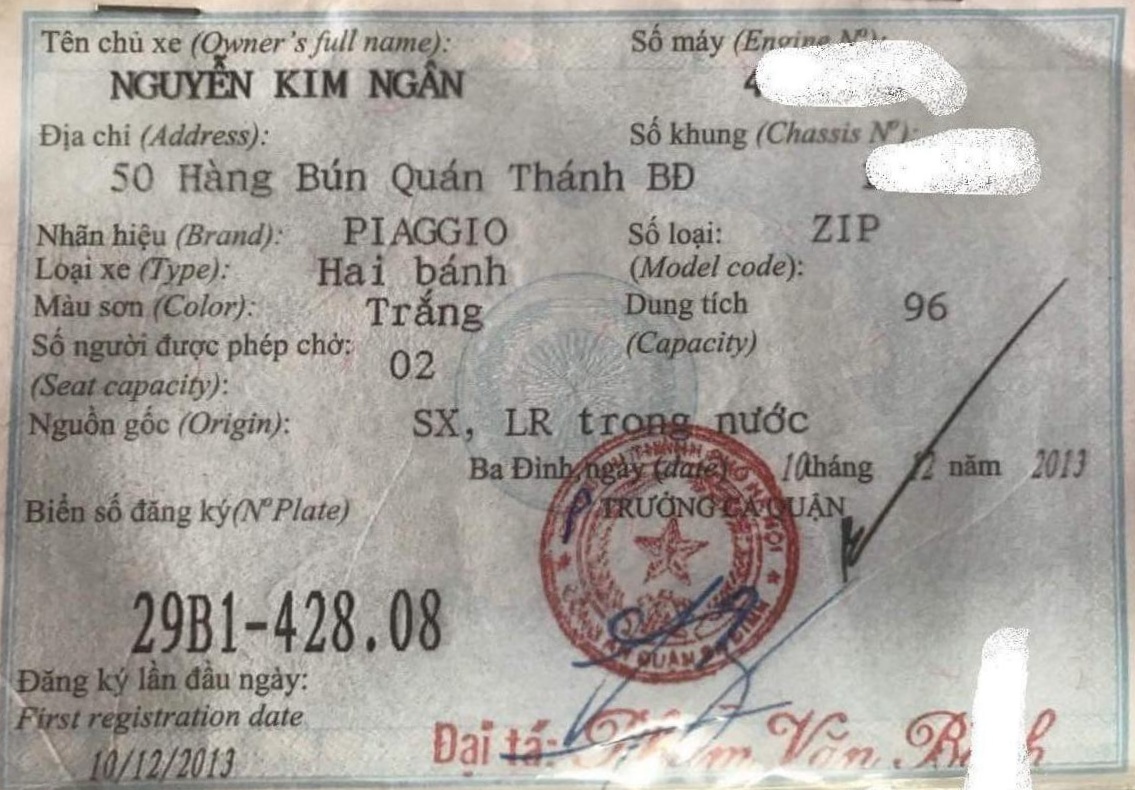 Tên chủ xe (Owner's full name):
NGUYỄN KIM NGÂN
Số máy (Engine Nº):
4
Địa chỉ (Address):
50 Hàng Bún Quán Thánh BĐ
Số khung (Chassis Nº):
Nhãn hiệu (Brand): PIAGGIO
Số loại: ZIP
(Model code):
Loại xe (Type): Hai bánh
Màu sơn (Color): Trắng
Dung tích 96
(Capacity)
Số người được phép chở: 02
(Seat capacity):
Nguồn gốc (Origin): SX, LR trong nước
Ba Đình, ngày (date) 10 tháng 12 năm 2013
TRƯỞNG CA QUẬN
Biển số đăng ký (Nº Plate)
29B1-428.08
Đăng ký lần đầu ngày:
First registration date
10/12/2013
Đại tá: Phạm Văn